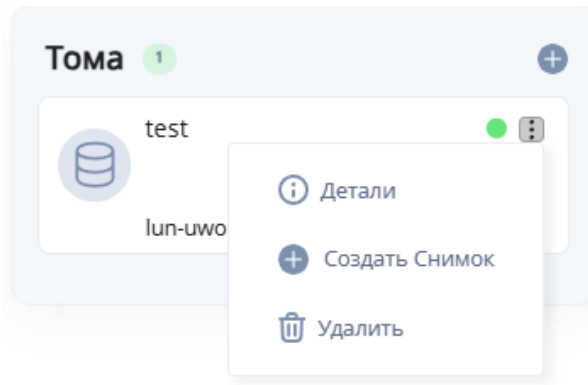 Тома 1
test
Детали
lun-uwo
Создать Снимок
Удалить